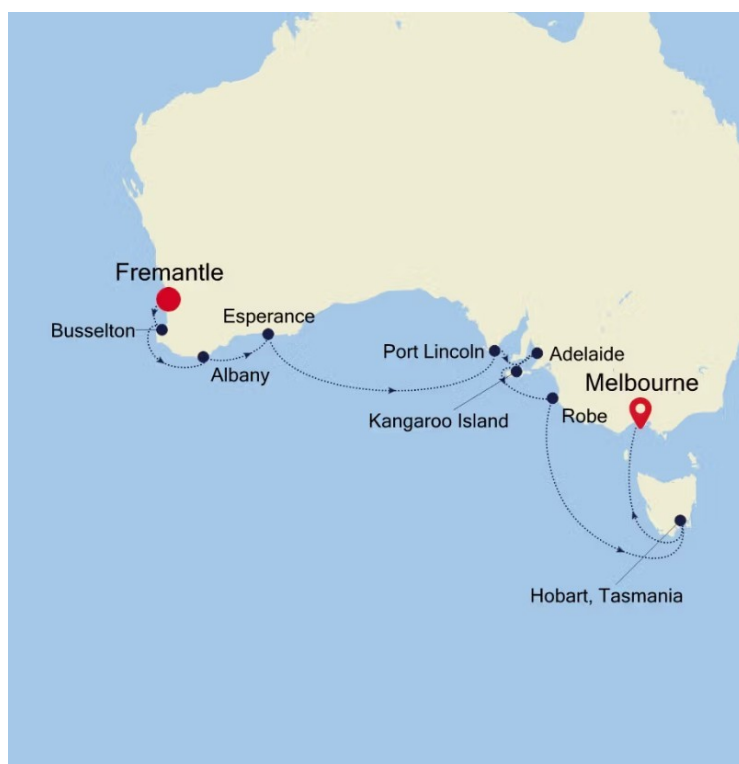 Fremantle
Busselton
Esperance
Albany
Port Lincoln
Adelaide
Kangaroo Island
Melbourne
Robe
Hobart, Tasmania